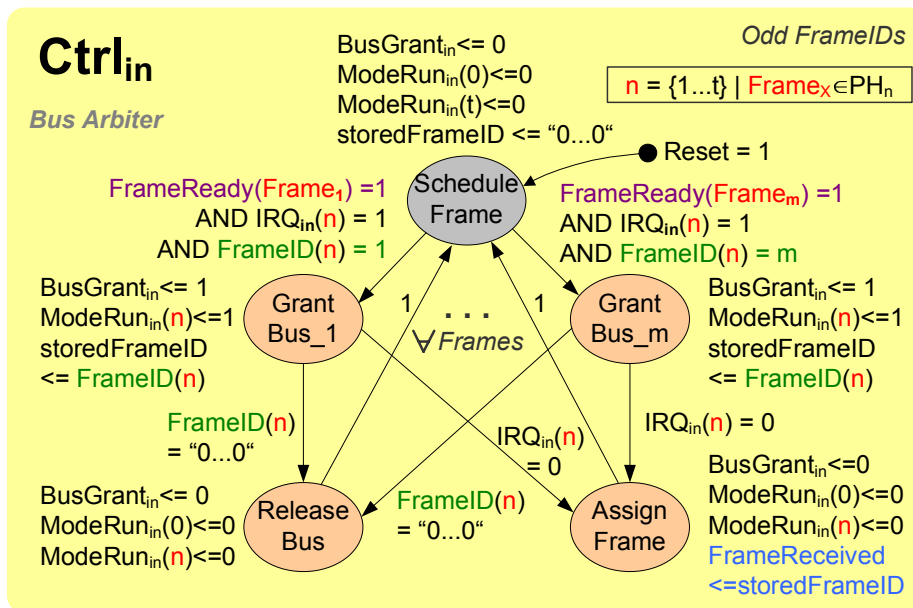 Ctrlin
Bus Arbiter
BusGrantin<= 0
ModeRunin(0)<=0
ModeRunin(t)<=0
storedFrameID <= “0...0“
Odd FrameIDs
n = {1...t} | FrameX∈PHn
Reset = 1
Schedule
Frame
FrameReady(Frame1) =1
AND IRQin(n) = 1
AND FrameID(n) = 1
FrameReady(Framem) =1
AND IRQin(n) = 1
AND FrameID(n) = m
BusGrantin<= 1
ModeRunin(n)<=1
storedFrameID
<= FrameID(n)
Grant
Bus_1
1
. . .
∀Frames
1
Grant
Bus_m
BusGrantin<= 1
ModeRunin(n)<=1
storedFrameID
<= FrameID(n)
FrameID(n)
= “0...0“
IRQin(n)
= 0
IRQin(n) = 0
BusGrantin<= 0
ModeRunin(0)<=0
ModeRunin(n)<=0
Release
Bus
FrameID(n)
= “0...0“
Assign
Frame
BusGrantin<=0
ModeRunin(0)<=0
ModeRunin(n)<=0
FrameReceived
<=storedFrameID